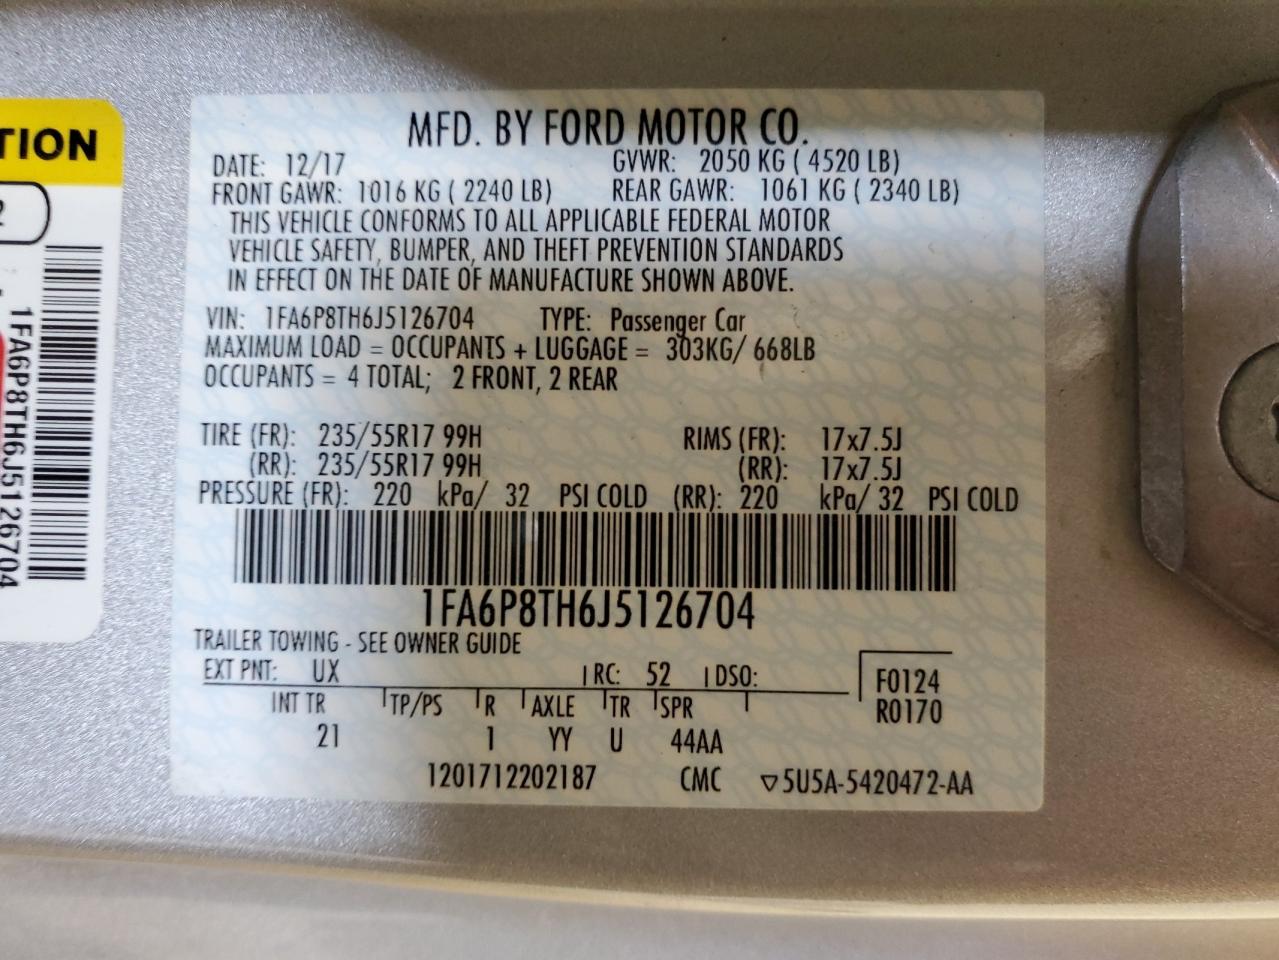 TION
2
1FA6P8TH6J5126704
MFD. BY FORD MOTOR CO.
DATE: 12/17 GVWR: 2050 KG ( 4520 LB)
FRONT GAWR: 1016 KG ( 2240 LB) REAR GAWR: 1061 KG ( 2340 LB)
THIS VEHICLE CONFORMS TO ALL APPLICABLE FEDERAL MOTOR
VEHICLE SAFETY, BUMPER, AND THEFT PREVENTION STANDARDS
IN EFFECT ON THE DATE OF MANUFACTURE SHOWN ABOVE.
VIN: 1FA6P8TH6J5126704 TYPE: Passenger Car
MAXIMUM LOAD = OCCUPANTS + LUGGAGE = 303KG/ 668LB
OCCUPANTS = 4 TOTAL; 2 FRONT, 2 REAR
TIRE (FR): 235/55R17 99H RIMS (FR): 17x7.5J
(RR): 235/55R17 99H (RR): 17x7.5J
PRESSURE (FR): 220 kPa/ 32 PSI COLD (RR): 220 kPa/ 32 PSI COLD
1FA6P8TH6J5126704
TRAILER TOWING - SEE OWNER GUIDE
EXT PNT: UX RC: 52 DSO: F0124
INT TR TP/PS R AXLE TR SPR R0170
21 1 YY U 44AA
1201712202187 CMC ▽5U5A-5420472-AA